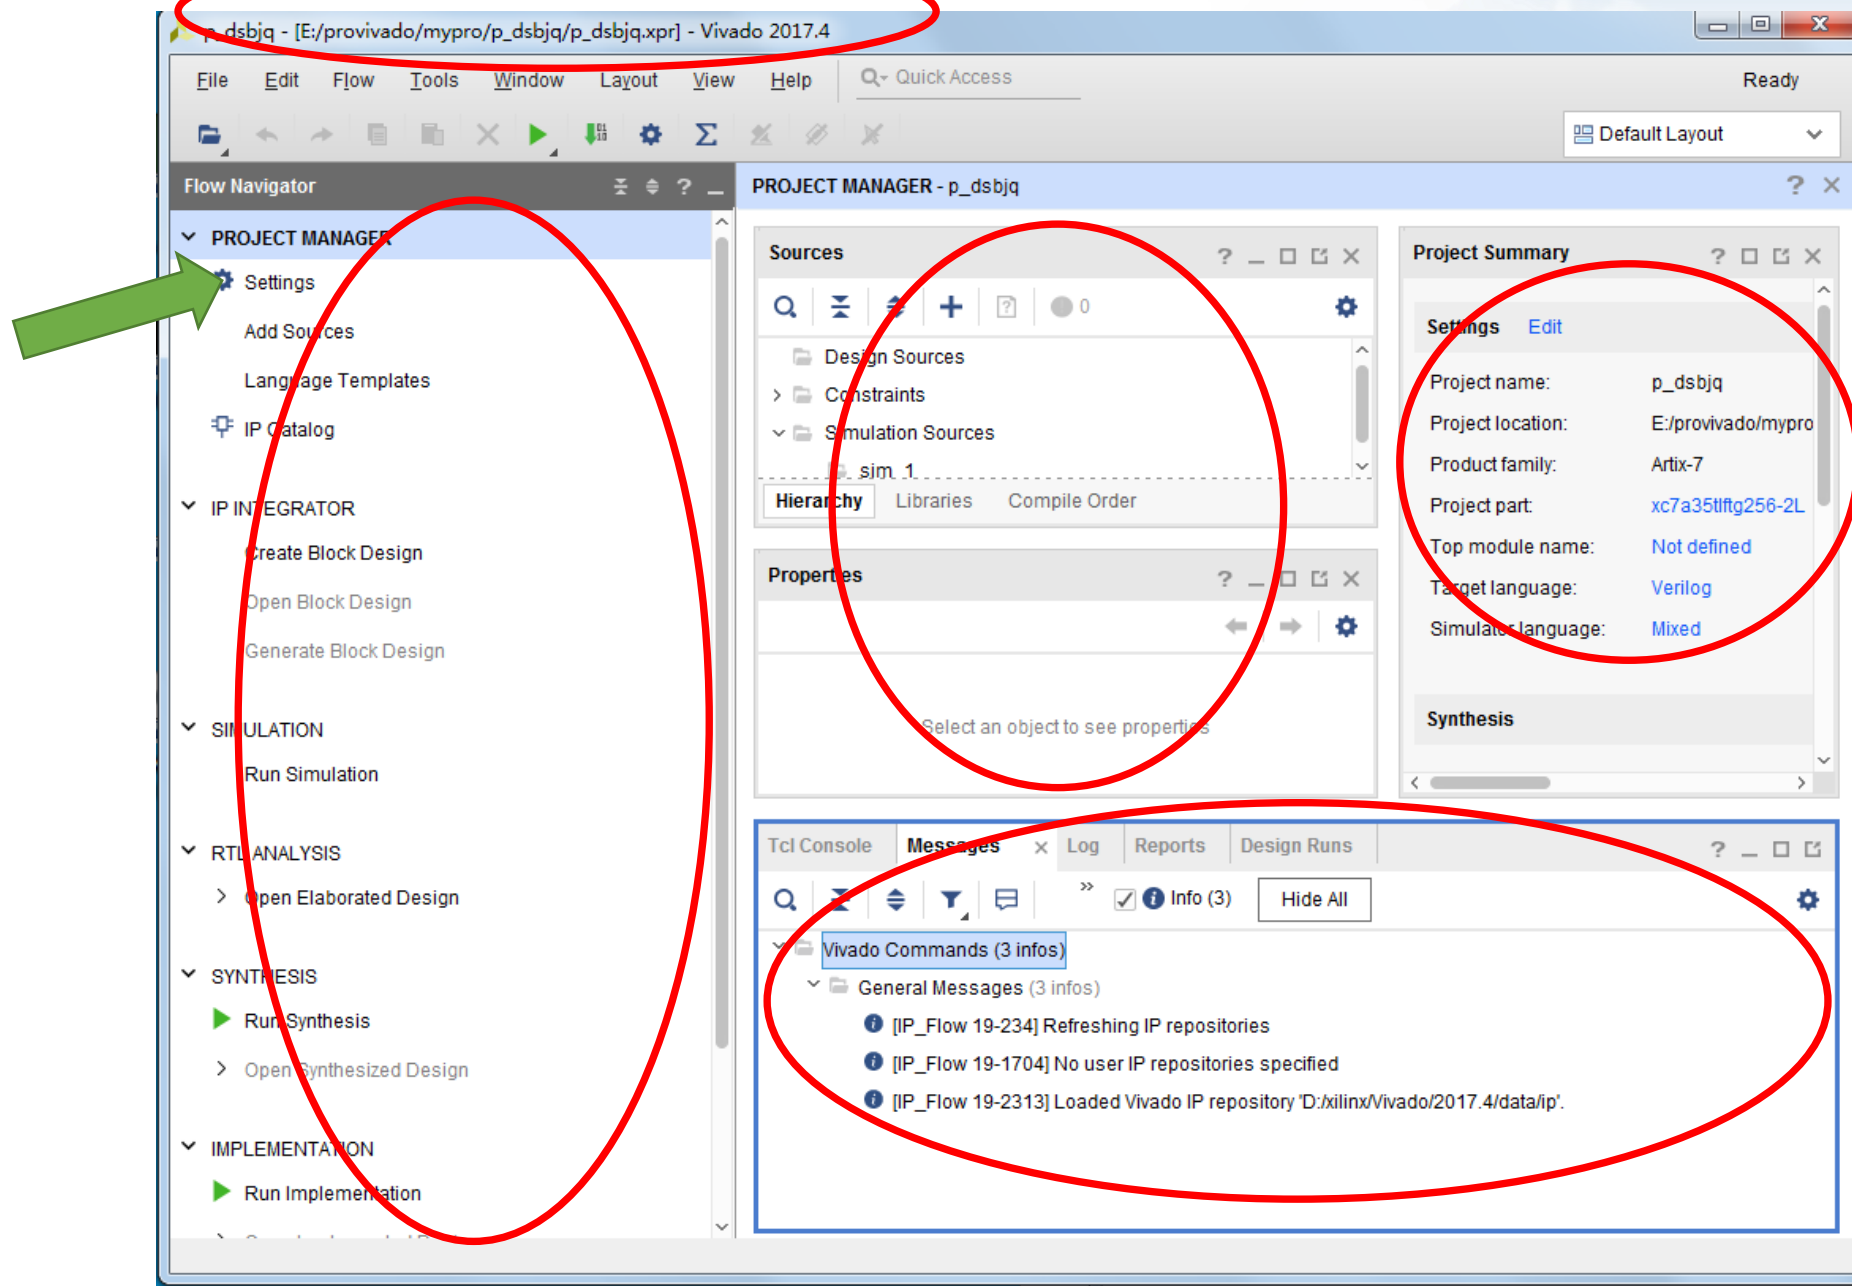 p_dsbjq - [E:/provivado/mypro/p_dsbjq/p_dsbjq.xpr] - Vivado 2017.4
File Edit Flow Tools Window Layout View Help Quick Access Ready
Default Layout
Flow Navigator
PROJECT MANAGER
Settings
Add Sources
Language Templates
IP Catalog
IP INTEGRATOR
Create Block Design
Open Block Design
Generate Block Design
SIMULATION
Run Simulation
RTL ANALYSIS
Open Elaborated Design
SYNTHESIS
Run Synthesis
Open Synthesized Design
IMPLEMENTATION
Run Implementation
PROJECT MANAGER - p_dsbjq
Sources
0
Design Sources
Constraints
Simulation Sources
sim_1
Hierarchy Libraries Compile Order
Properties
Select an object to see properties
Project Summary
Settings Edit
Project name: p_dsbjq
Project location: E:/provivado/mypro
Product family: Artix-7
Project part: xc7a35tlftg256-2L
Top module name: Not defined
Target language: Verilog
Simulator language: Mixed
Synthesis
Tcl Console Messages Log Reports Design Runs
Info (3) Hide All
Vivado Commands (3 infos)
General Messages (3 infos)
[IP_Flow 19-234] Refreshing IP repositories
[IP_Flow 19-1704] No user IP repositories specified
[IP_Flow 19-2313] Loaded Vivado IP repository 'D:/xilinx/Vivado/2017.4/data/ip'.